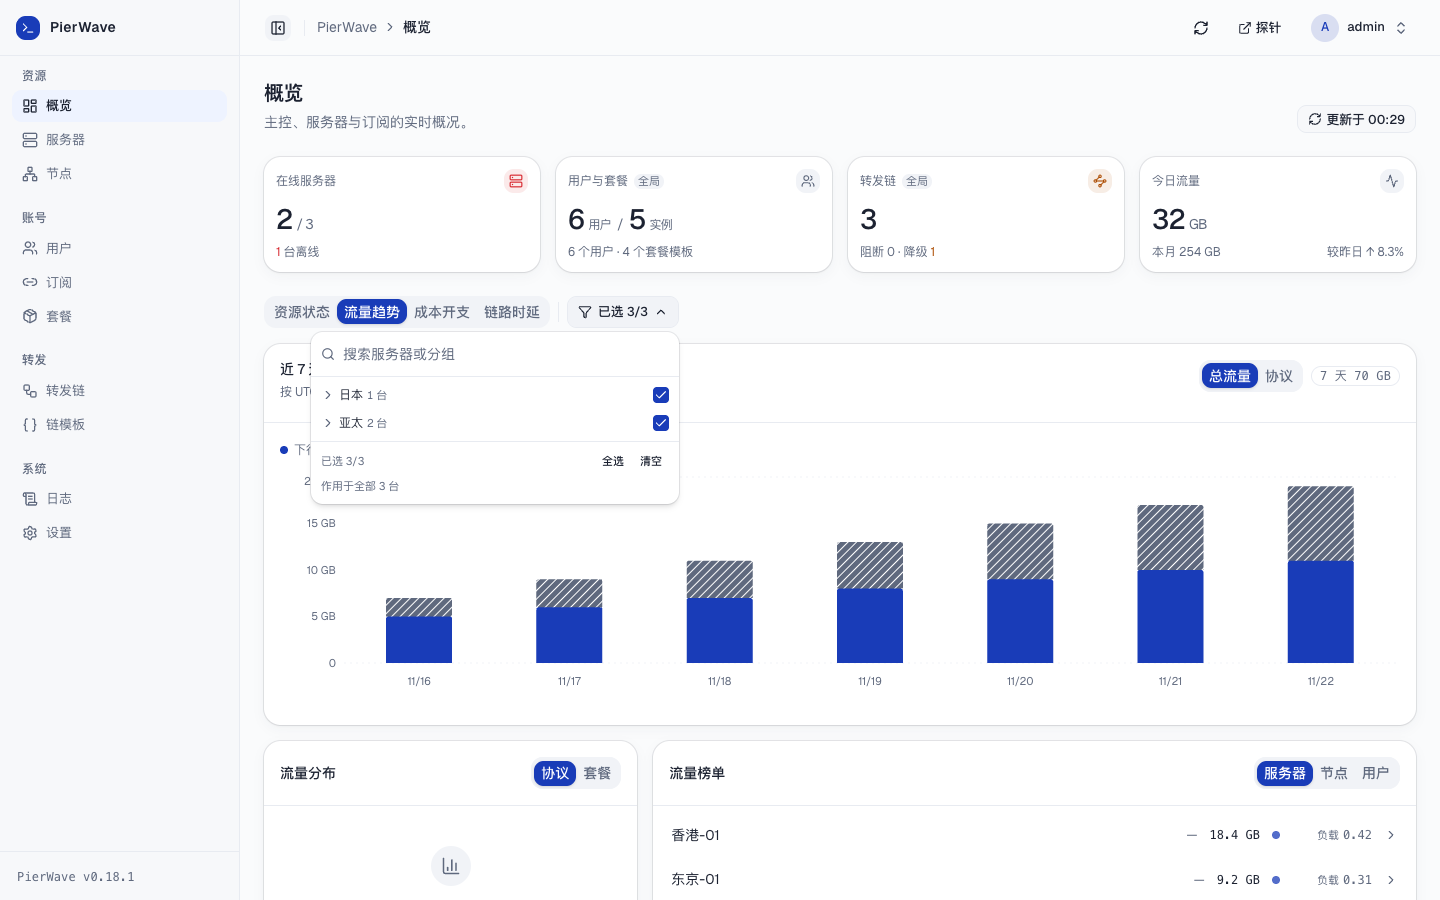 PierWave
PierWave > 概览
探针
A admin
资源
概览
服务器
节点
账号
用户
订阅
套餐
转发
转发链
链模板
系统
日志
设置
PierWave v0.18.1
概览
主控、服务器与订阅的实时概况。
更新于 00:29
在线服务器
2 / 3
1 台离线
用户与套餐 全局
6 用户 / 5 实例
6 个用户 · 4 个套餐模板
转发链 全局
3
阻断 0 · 降级 1
今日流量
32 GB
本月 254 GB 较昨日 ↑ 8.3%
资源状态 流量趋势 成本开支 链路时延 已选 3/3
搜索服务器或分组
日本 1 台
亚太 2 台
已选 3/3 全选 清空
作用于全部 3 台
近 7
按 UT
总流量 协议 7 天 70 GB
下
2
15 GB
10 GB
5 GB
0
11/16 11/17 11/18 11/19 11/20 11/21 11/22
流量分布 协议 套餐
流量榜单 服务器 节点 用户
香港-01 — 18.4 GB 负载 0.42
东京-01 — 9.2 GB 负载 0.31